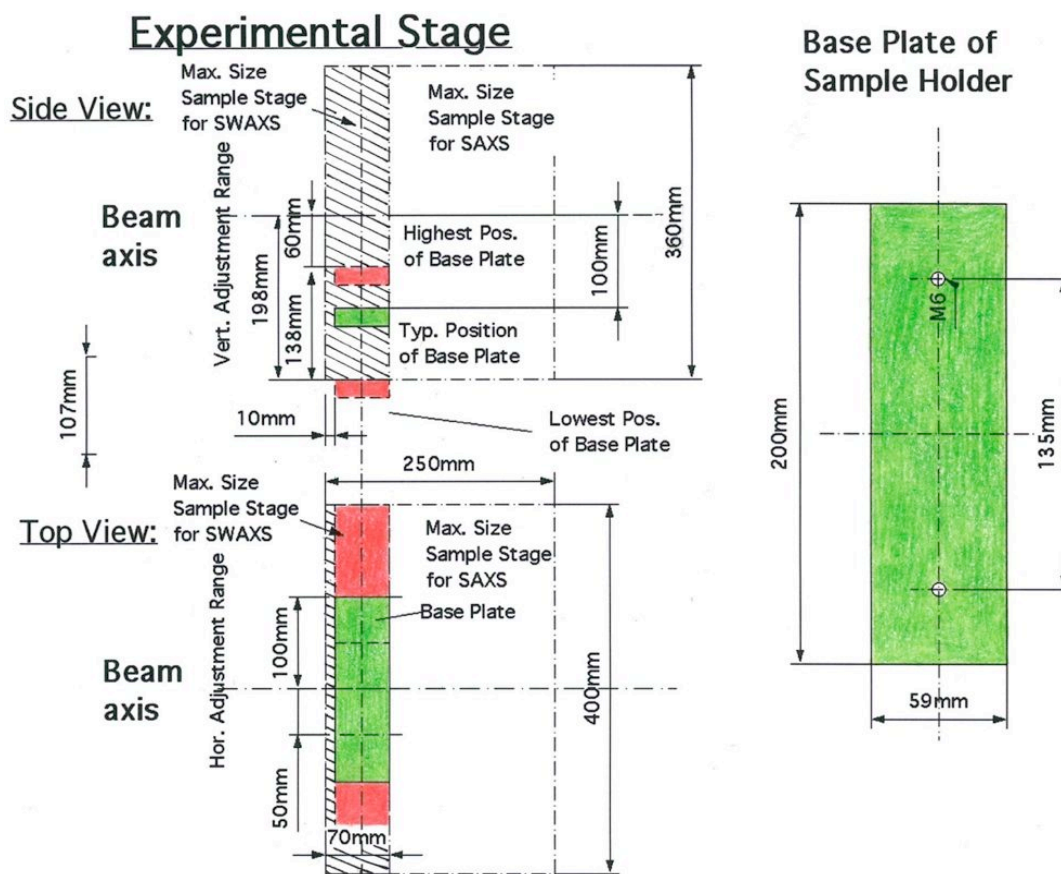 Experimental Stage
Base Plate of
Sample Holder
Side View:
Max. Size
Sample Stage
for SWAXS
Max. Size
Sample Stage
for SAXS
Beam
axis
Vert. Adjustment Range
198mm
60mm
138mm
Highest Pos.
of Base Plate
100mm
360mm
Typ. Position
of Base Plate
107mm
10mm
Lowest Pos.
of Base Plate
250mm
Top View:
Max. Size
Sample Stage
for SWAXS
Max. Size
Sample Stage
for SAXS
Base Plate
Beam
axis
Hor. Adjustment Range
100mm
50mm
400mm
70mm
M6
200mm
135mm
59mm